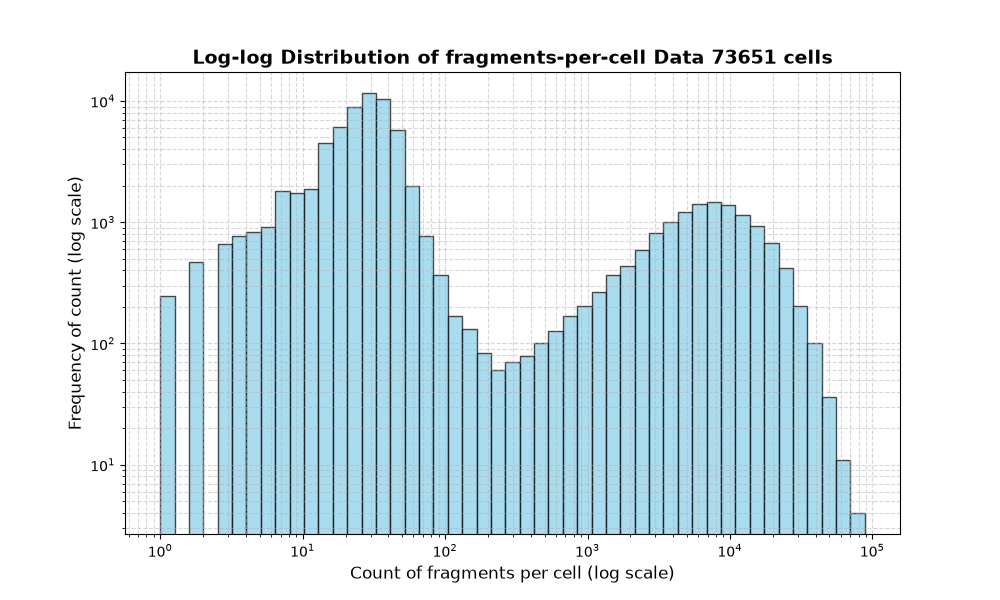 Log-log Distribution of fragments-per-cell Data 73651 cells
Frequency of count (log scale)
10⁴
10³
10²
10¹
10⁰ 10¹ 10² 10³ 10⁴ 10⁵
Count of fragments per cell (log scale)